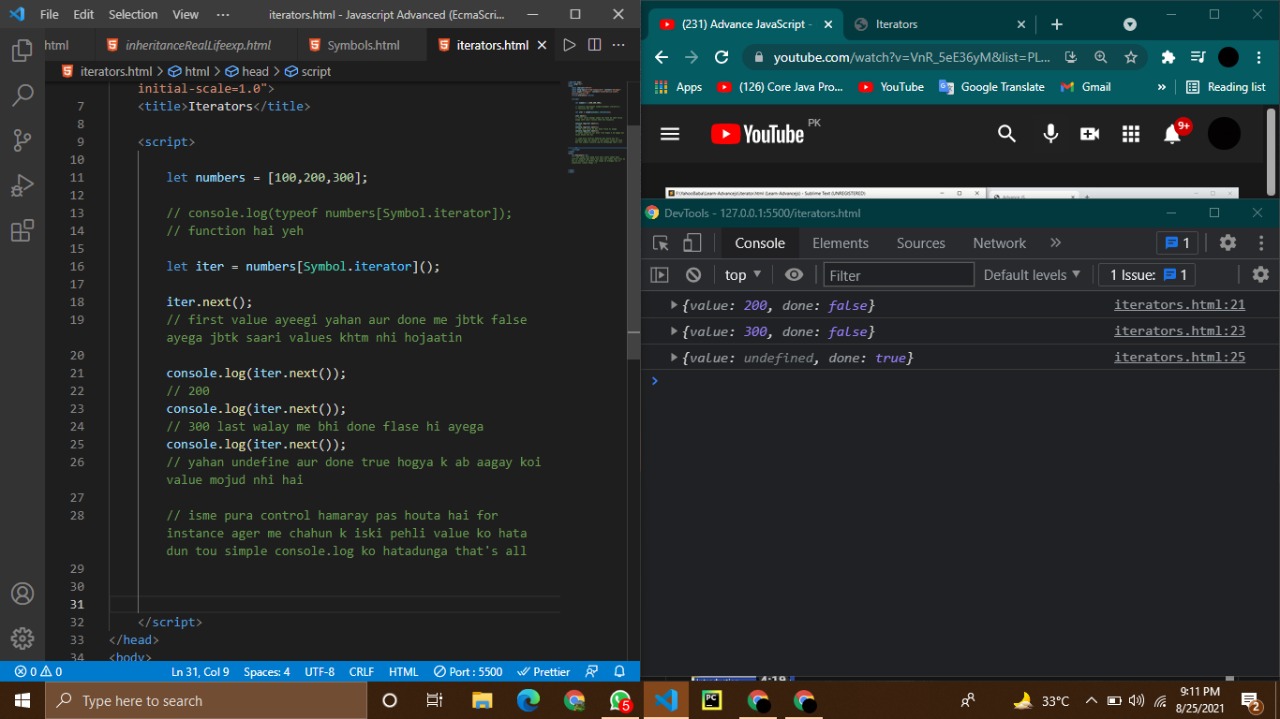 File Edit Selection View ··· iterators.html - Javascript Advanced (EcmaScri...
html inheritanceRealLifeexp.html Symbols.html iterators.html
iterators.html > html > head > script
initial-scale=1.0">
7 <title>Iterators</title>
8
9 <script>
10
11 let numbers = [100,200,300];
12
13 // console.log(typeof numbers[Symbol.iterator]);
14 // function hai yeh
15
16 let iter = numbers[Symbol.iterator]();
17
18 iter.next();
19 // first value ayeegi yahan aur done me jbtk false
ayega jbtk saari values khtm nhi hojaatin
20
21 console.log(iter.next());
22 // 200
23 console.log(iter.next());
24 // 300 last walay me bhi done flase hi ayega
25 console.log(iter.next());
26 // yahan undefine aur done true hogya k ab aagay koi
value mojud nhi hai
27
28 // isme pura control hamaray pas houta hai for
instance ager me chahun k iski pehli value ko hata
dun tou simple console.log ko hatadunga that's all
29
30
31
32 </script>
33 </head>
34 <body>
0 0 Ln 31, Col 9 Spaces: 4 UTF-8 CRLF HTML Port : 5500 Prettier
(231) Advance JavaScript - Iterators
youtube.com/watch?v=VnR_5eE36yM&list=PL...
Apps (126) Core Java Pro... YouTube Google Translate Gmail » Reading list
YouTube PK 9+
F:\YahooBaba\Learn-Advancejs\iterator.html (Learn-Advancejs) - Sublime Text (UNREGISTERED)
DevTools - 127.0.0.1:5500/iterators.html
Console Elements Sources Network » 1
top Filter Default levels 1 Issue: 1
{value: 200, done: false} iterators.html:21
{value: 300, done: false} iterators.html:23
{value: undefined, done: true} iterators.html:25
Type here to search 5 PC 33°C 9:11 PM
8/25/2021 2